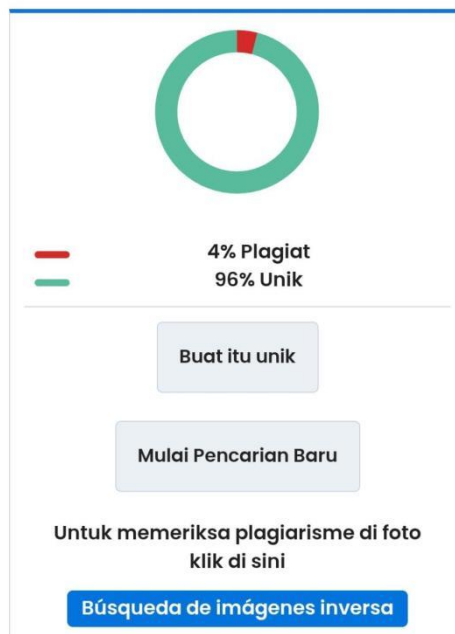 4% Plagiat
96% Unik
Buat itu unik
Mulai Pencarian Baru
Untuk memeriksa plagiarisme di foto
klik di sini
Búsqueda de imágenes inversa